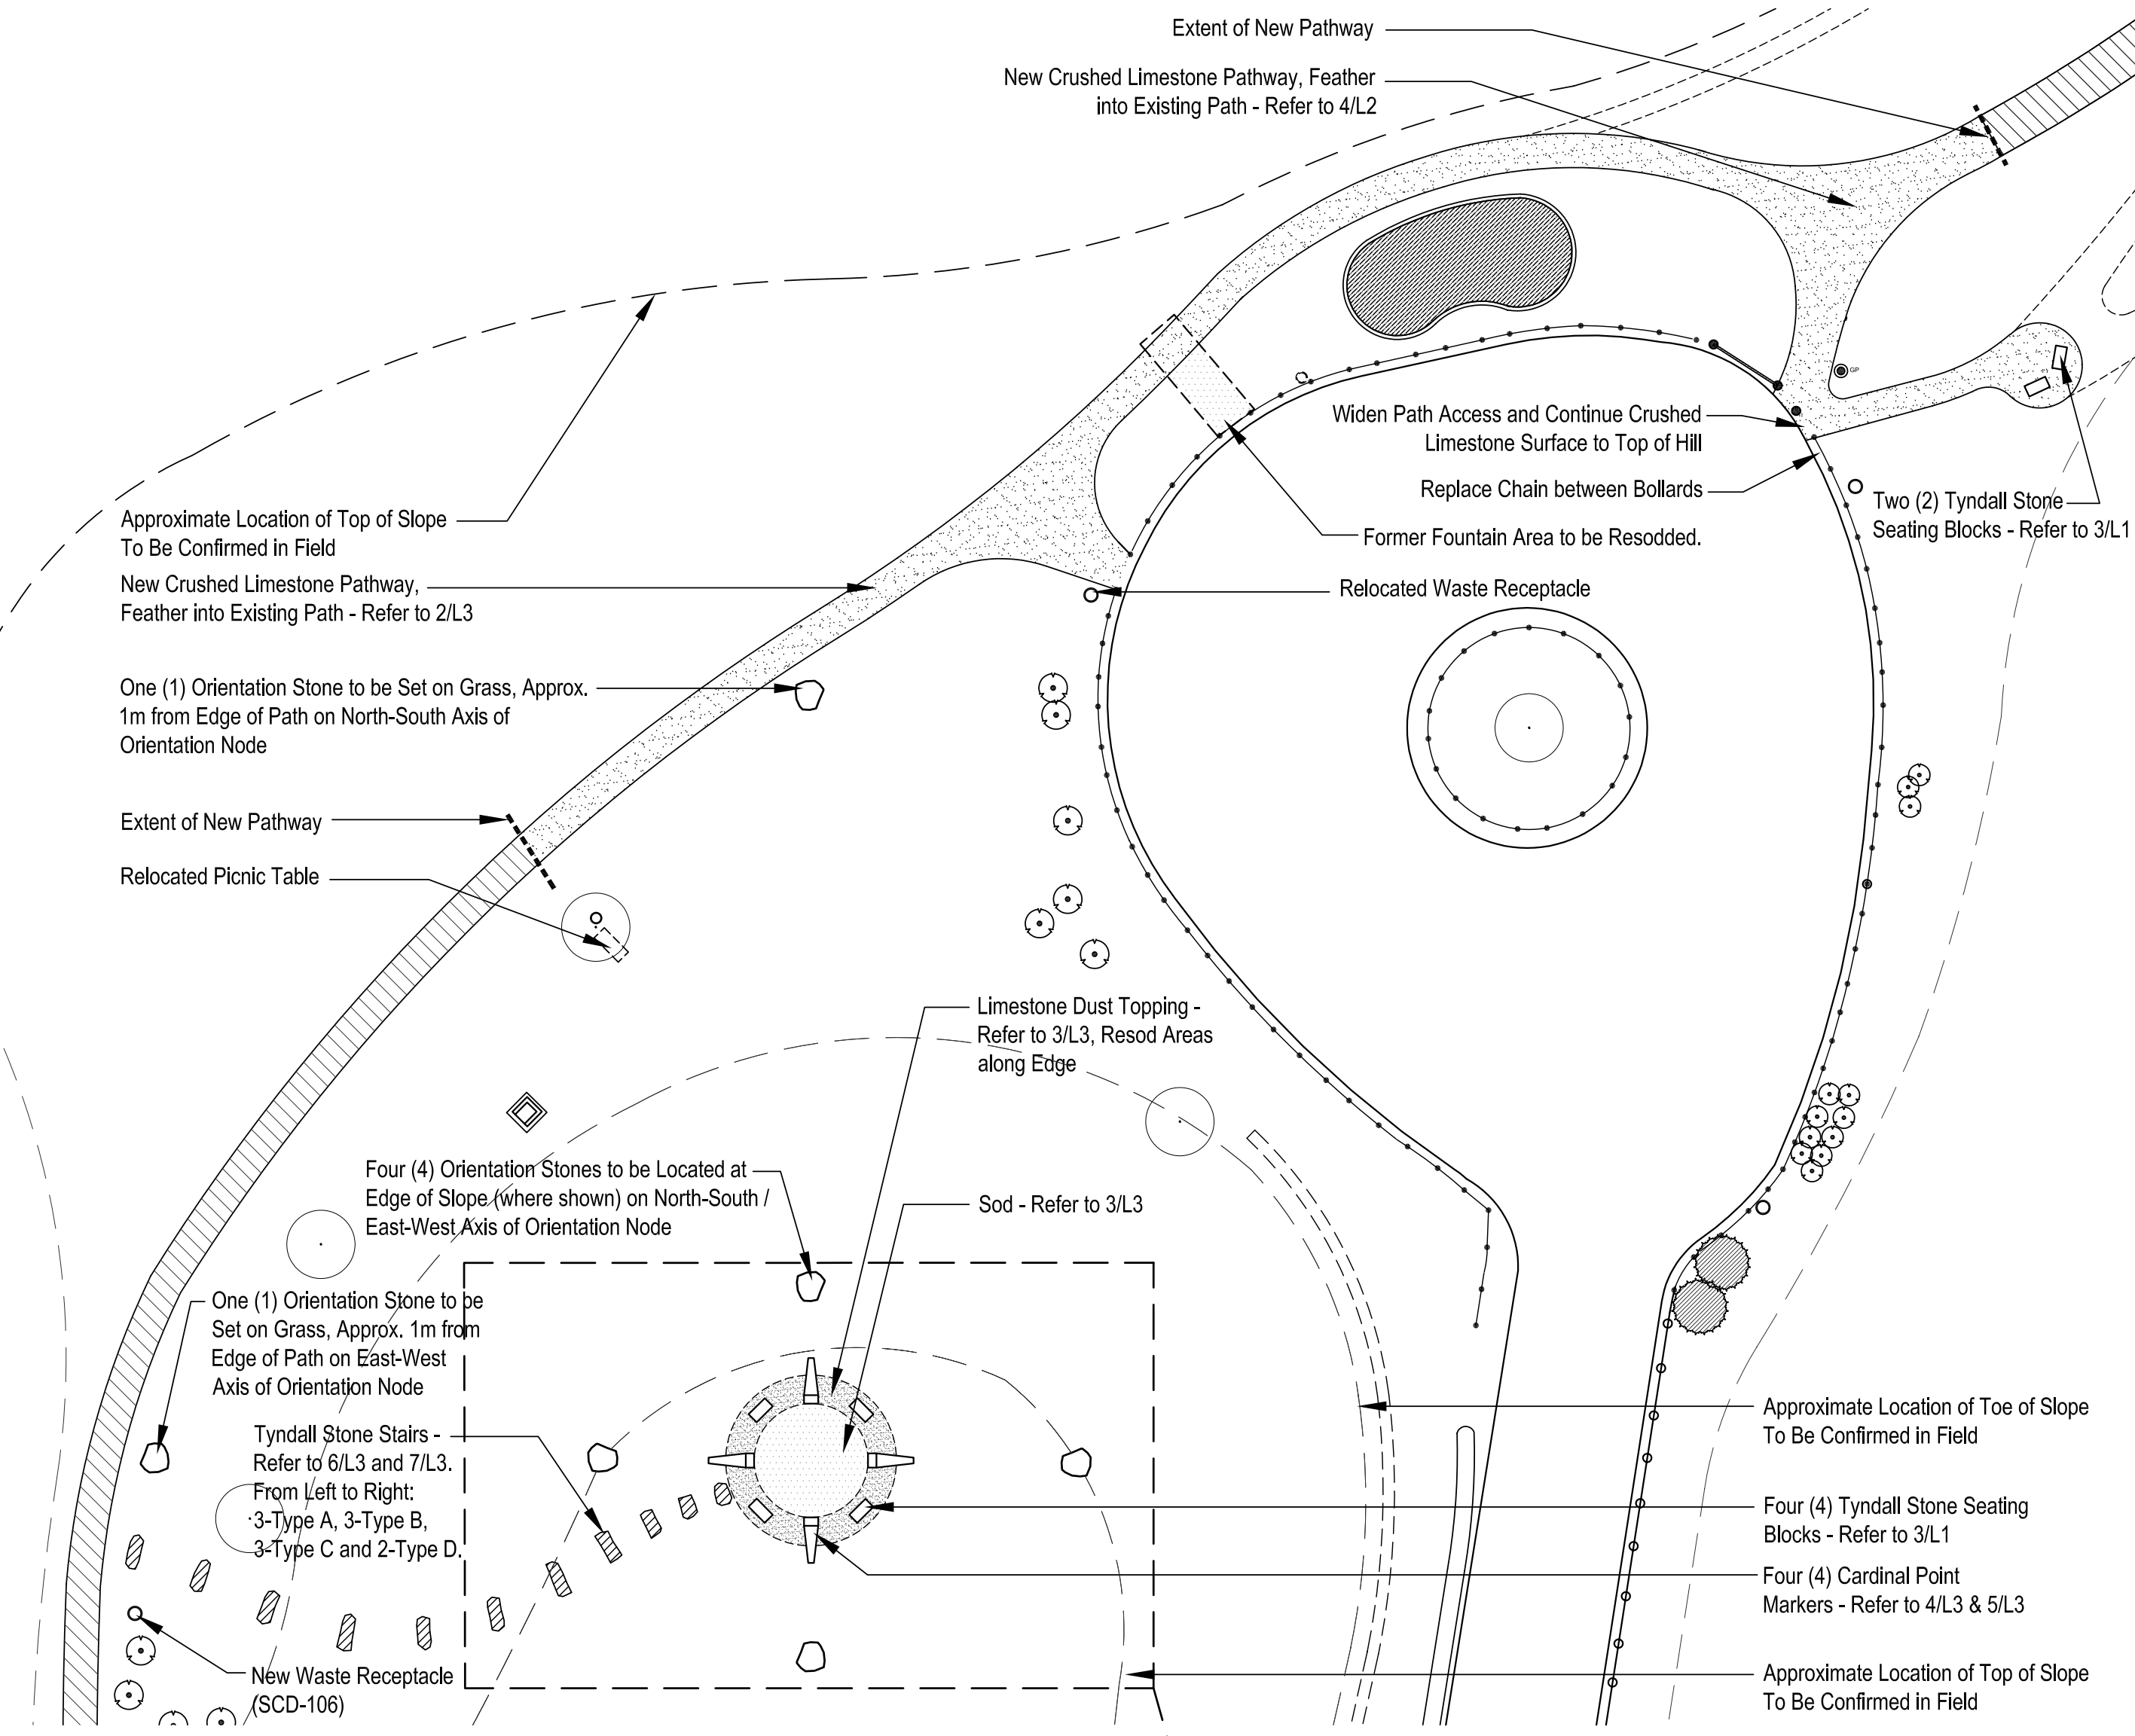 Extent of New Pathway
New Crushed Limestone Pathway, Feather
into Existing Path - Refer to 4/L2
GP
Widen Path Access and Continue Crushed
Limestone Surface to Top of Hill
Replace Chain between Bollards
Two (2) Tyndall Stone
Seating Blocks - Refer to 3/L1
Former Fountain Area to be Resodded.
Relocated Waste Receptacle
Approximate Location of Top of Slope
To Be Confirmed in Field
New Crushed Limestone Pathway,
Feather into Existing Path - Refer to 2/L3
One (1) Orientation Stone to be Set on Grass, Approx.
1m from Edge of Path on North-South Axis of
Orientation Node
Extent of New Pathway
Relocated Picnic Table
Limestone Dust Topping -
Refer to 3/L3, Resod Areas
along Edge
Four (4) Orientation Stones to be Located at
Edge of Slope (where shown) on North-South /
East-West Axis of Orientation Node
Sod - Refer to 3/L3
One (1) Orientation Stone to be
Set on Grass, Approx. 1m from
Edge of Path on East-West
Axis of Orientation Node
Tyndall Stone Stairs -
Refer to 6/L3 and 7/L3.
From Left to Right:
3-Type A, 3-Type B,
3-Type C and 2-Type D.
New Waste Receptacle
(SCD-106)
Approximate Location of Toe of Slope
To Be Confirmed in Field
Four (4) Tyndall Stone Seating
Blocks - Refer to 3/L1
Four (4) Cardinal Point
Markers - Refer to 4/L3 & 5/L3
Approximate Location of Top of Slope
To Be Confirmed in Field